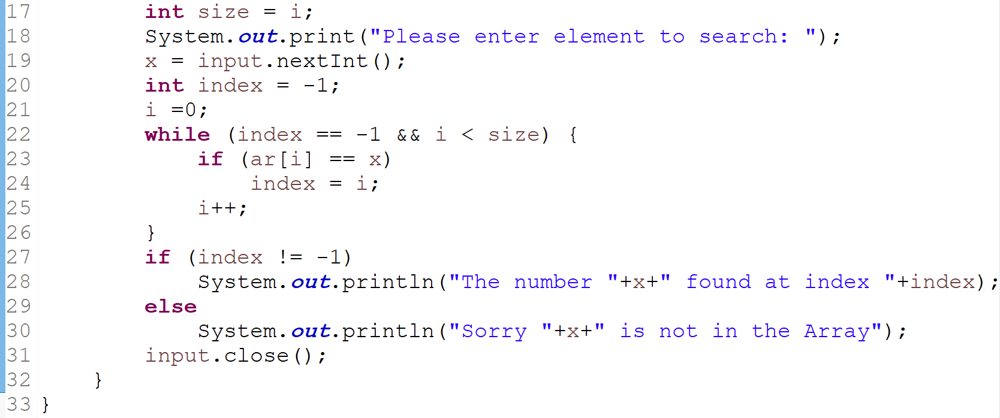 17 int size = i;
18 System.out.print("Please enter element to search: ");
19 x = input.nextInt();
20 int index = -1;
21 i =0;
22 while (index == -1 && i < size) {
23 if (ar[i] == x)
24 index = i;
25 i++;
26 }
27 if (index != -1)
28 System.out.println("The number "+x+" found at index "+index);
29 else
30 System.out.println("Sorry "+x+" is not in the Array");
31 input.close();
32 }
33 }